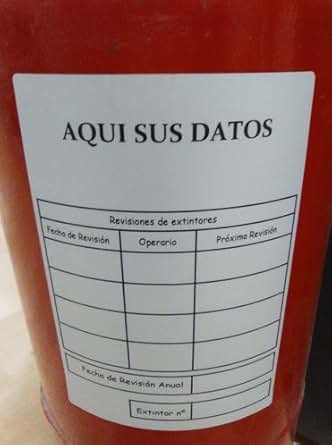 AQUI SUS DATOS
Revisiones de extintores
Fecha de Revisión Operario Próxima Revisión
Fecha de Revisión Anual
Extintor nº